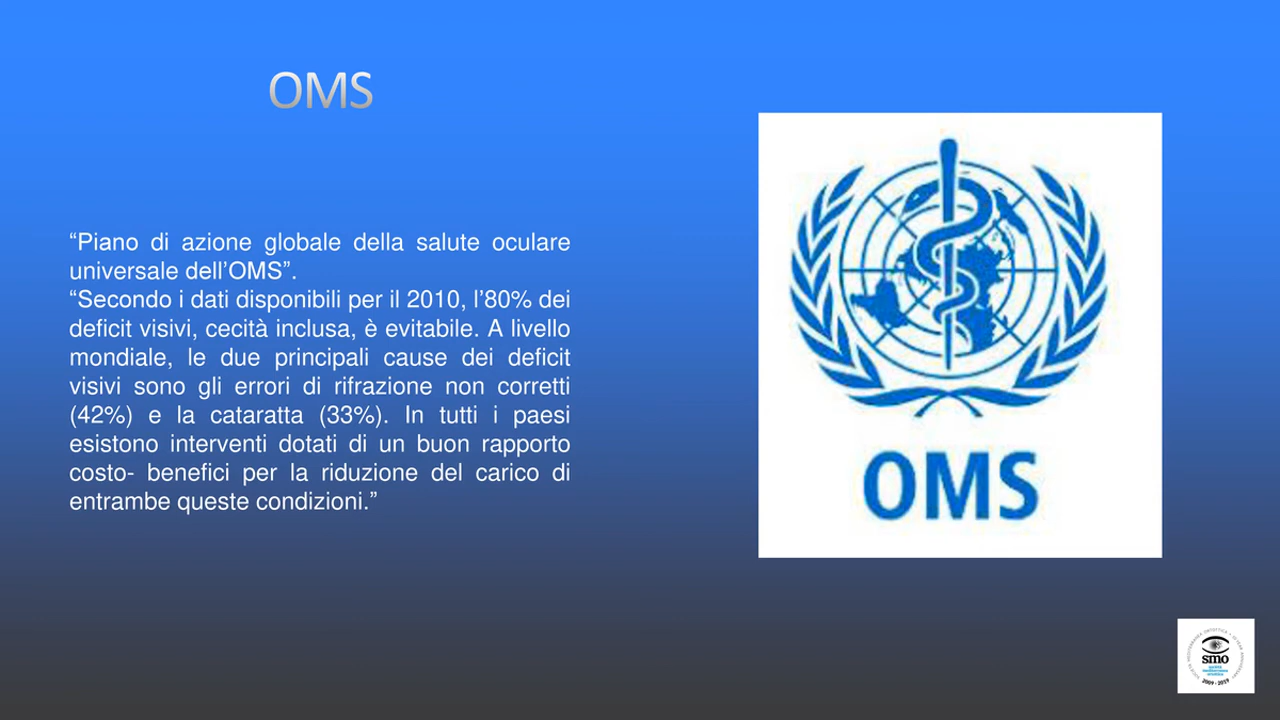 OMS
“Piano di azione globale della salute oculare
universale dell’OMS”.
“Secondo i dati disponibili per il 2010, l’80% dei
deficit visivi, cecità inclusa, è evitabile. A livello
mondiale, le due principali cause dei deficit
visivi sono gli errori di rifrazione non corretti
(42%) e la cataratta (33%). In tutti i paesi
esistono interventi dotati di un buon rapporto
costo- benefici per la riduzione del carico di
entrambe queste condizioni.”
OMS
smo
2009 - 2019